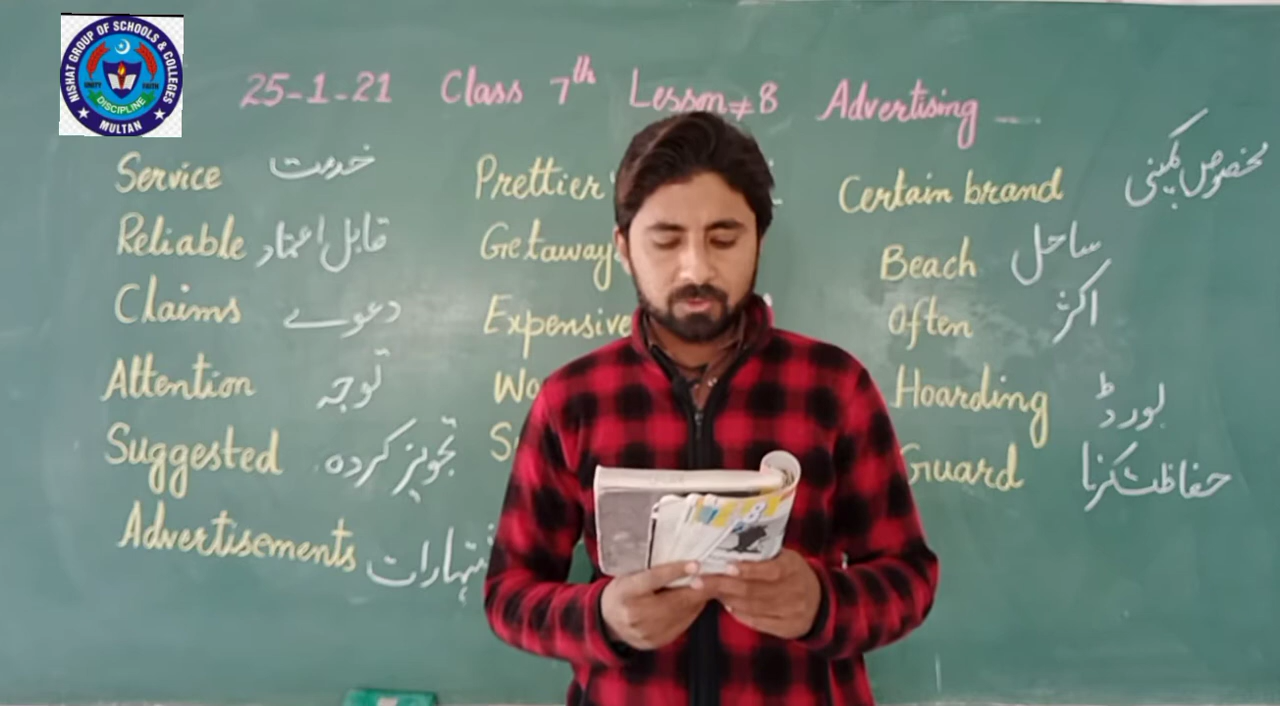 NISHAT GROUP OF SCHOOLS & COLLEGES
UNITY FAITH
DISCIPLINE
MULTAN
25-1-21 Class 7th Lesson≠8 Advertising
Service خدمت
Prettier
Certain brand مخصوص کمپنی
Reliable قابل اعتماد
Getaway
Beach ساحل
Claims دعوے
Expensive
Often اکثر
Attention توجہ
Hoarding بورڈ
Suggested تجویز کردہ
Guard حفاظت کرنا
Advertisements